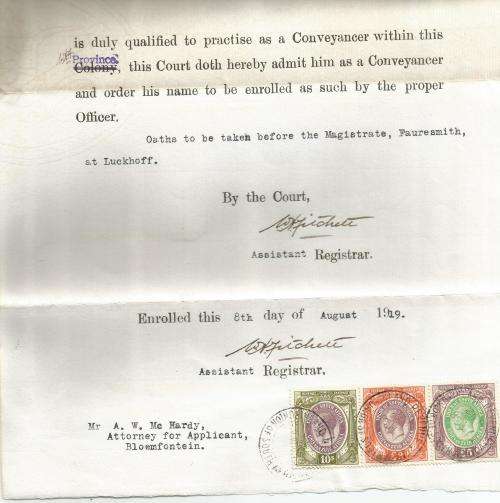 is duly qualified to practise as a Conveyancer within this
Province
Colony, this Court doth hereby admit him as a Conveyancer
and order his name to be enrolled as such by the proper
Officer.
Oaths to be taken before the Magistrate, Fauresmith,
at Luckhoff.
By the Court,
Assistant Registrar.
Enrolled this 8th day of August 1919.
Assistant Registrar.
Mr A. W. Mc Hardy,
Attorney for Applicant,
Bloemfontein.
10s
£5